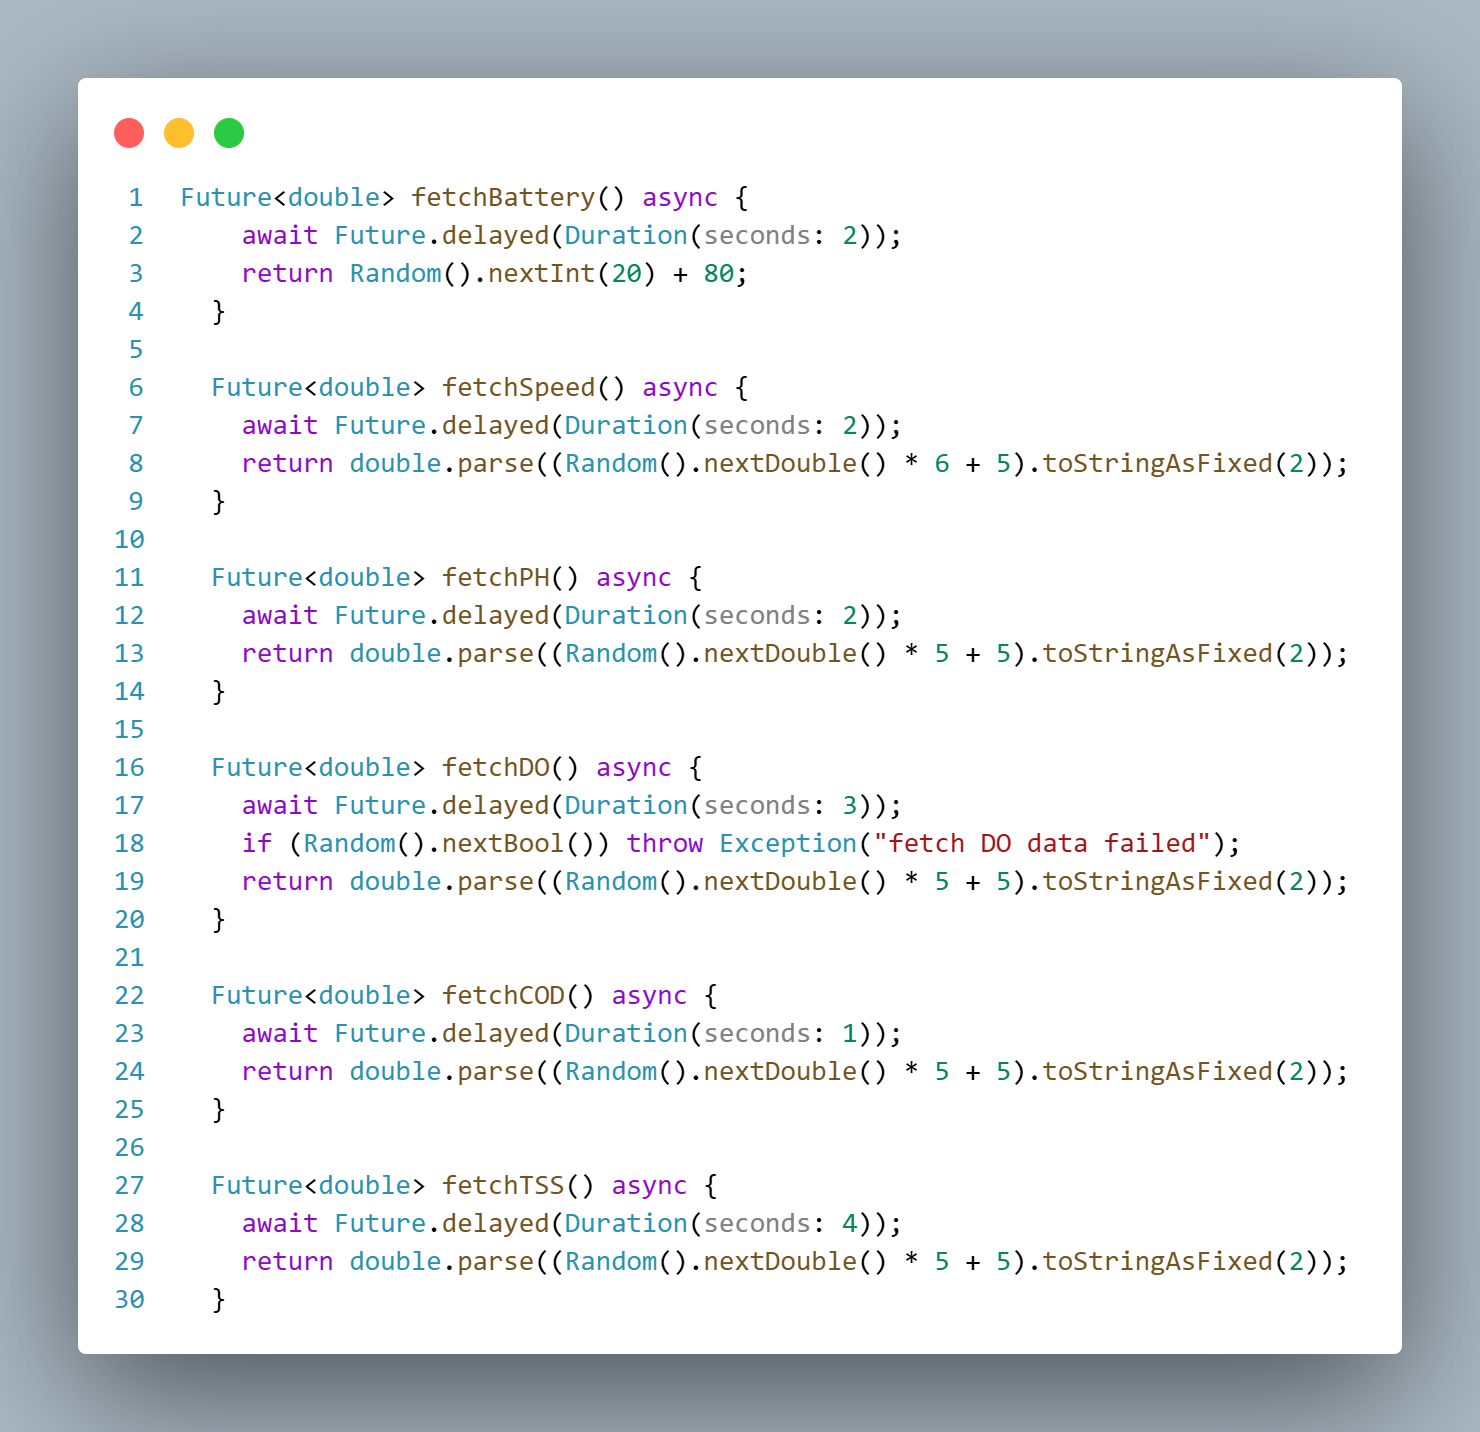 1 Future<double> fetchBattery() async {
2 await Future.delayed(Duration(seconds: 2));
3 return Random().nextInt(20) + 80;
4 }
5
6 Future<double> fetchSpeed() async {
7 await Future.delayed(Duration(seconds: 2));
8 return double.parse((Random().nextDouble() * 6 + 5).toStringAsFixed(2));
9 }
10
11 Future<double> fetchPH() async {
12 await Future.delayed(Duration(seconds: 2));
13 return double.parse((Random().nextDouble() * 5 + 5).toStringAsFixed(2));
14 }
15
16 Future<double> fetchDO() async {
17 await Future.delayed(Duration(seconds: 3));
18 if (Random().nextBool()) throw Exception("fetch DO data failed");
19 return double.parse((Random().nextDouble() * 5 + 5).toStringAsFixed(2));
20 }
21
22 Future<double> fetchCOD() async {
23 await Future.delayed(Duration(seconds: 1));
24 return double.parse((Random().nextDouble() * 5 + 5).toStringAsFixed(2));
25 }
26
27 Future<double> fetchTSS() async {
28 await Future.delayed(Duration(seconds: 4));
29 return double.parse((Random().nextDouble() * 5 + 5).toStringAsFixed(2));
30 }